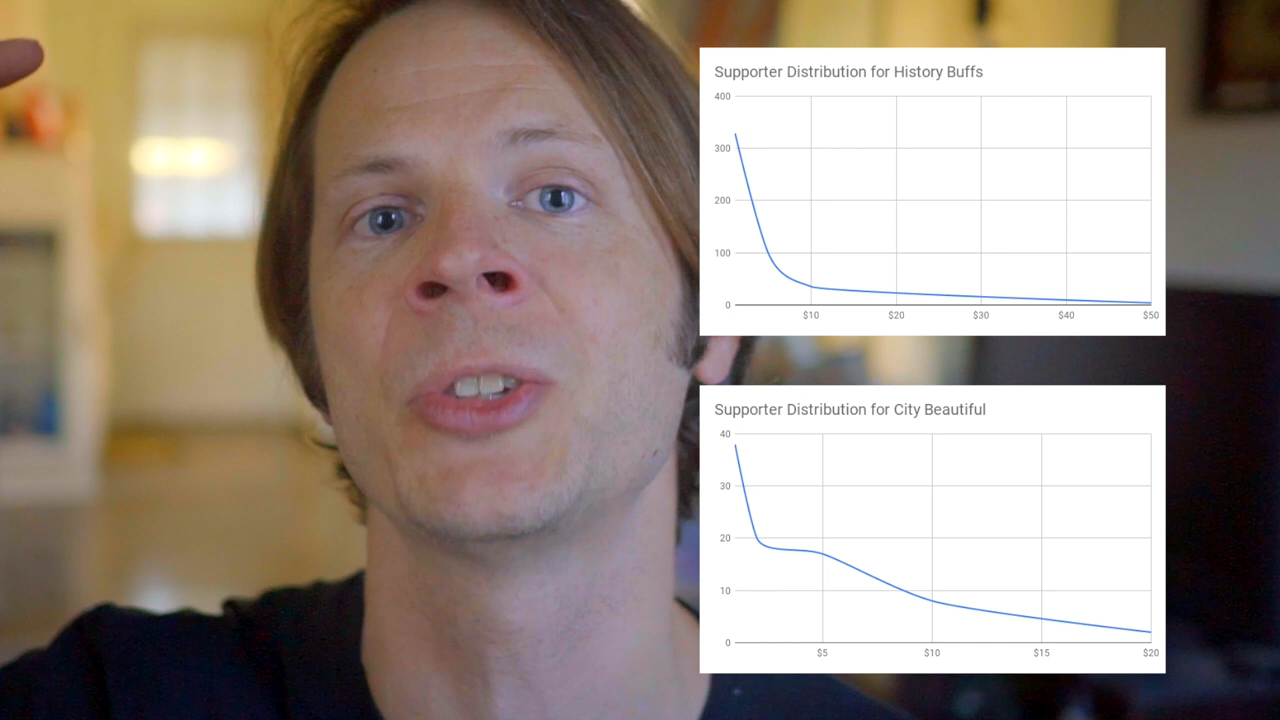 Supporter Distribution for History Buffs
400
300
200
100
0
$10 $20 $30 $40 $50
Supporter Distribution for City Beautiful
40
30
20
10
0
$5 $10 $15 $20